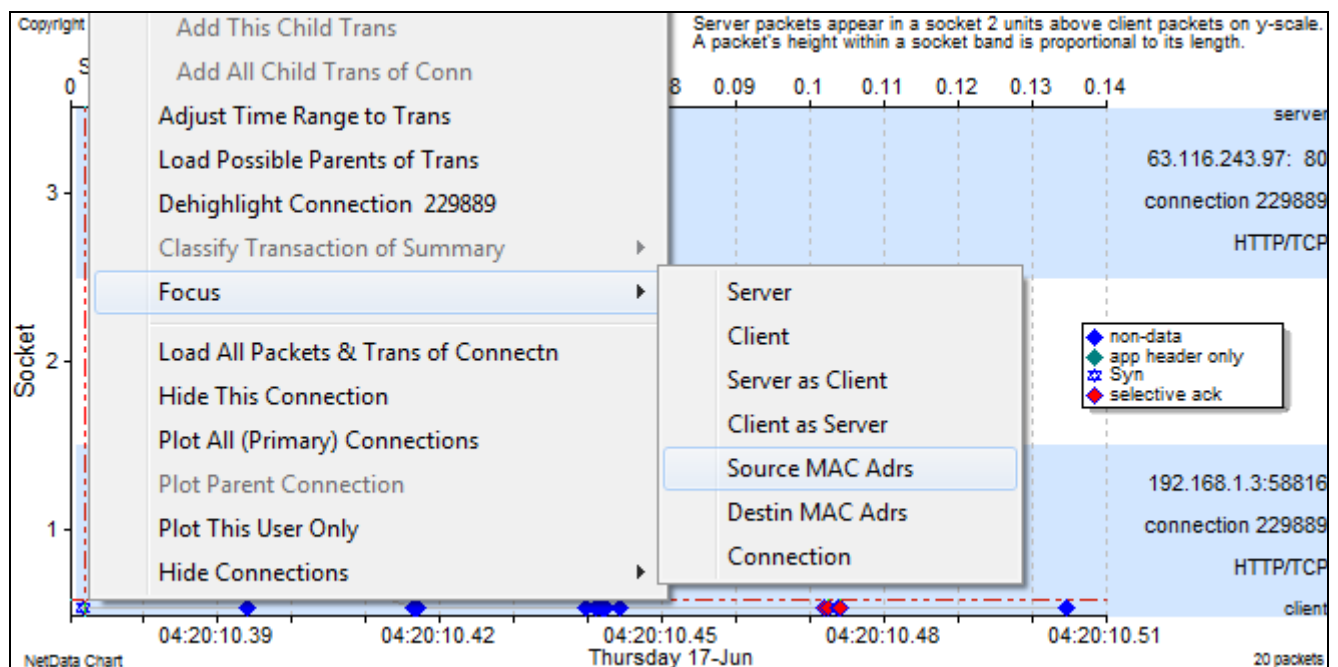 Copyright
Server packets appear in a socket 2 units above client packets on y-scale.
A packet's height within a socket band is proportional to its length.
Add This Child Trans
Add All Child Trans of Conn
Adjust Time Range to Trans
Load Possible Parents of Trans
Dehighlight Connection 229889
Classify Transaction of Summary
Focus
Load All Packets & Trans of Connectn
Hide This Connection
Plot All (Primary) Connections
Plot Parent Connection
Plot This User Only
Hide Connections
Server
Client
Server as Client
Client as Server
Source MAC Adrs
Destin MAC Adrs
Connection
S
0 8 0.09 0.1 0.11 0.12 0.13 0.14
server
63.116.243.97: 80
connection 229889
HTTP/TCP
3
2
1
Socket
non-data
app header only
Syn
selective ack
192.168.1.3:58816
connection 229889
HTTP/TCP
client
04:20:10.39 04:20:10.42 04:20:10.45 04:20:10.48 04:20:10.51
NetData Chart
Thursday 17-Jun
20 packets